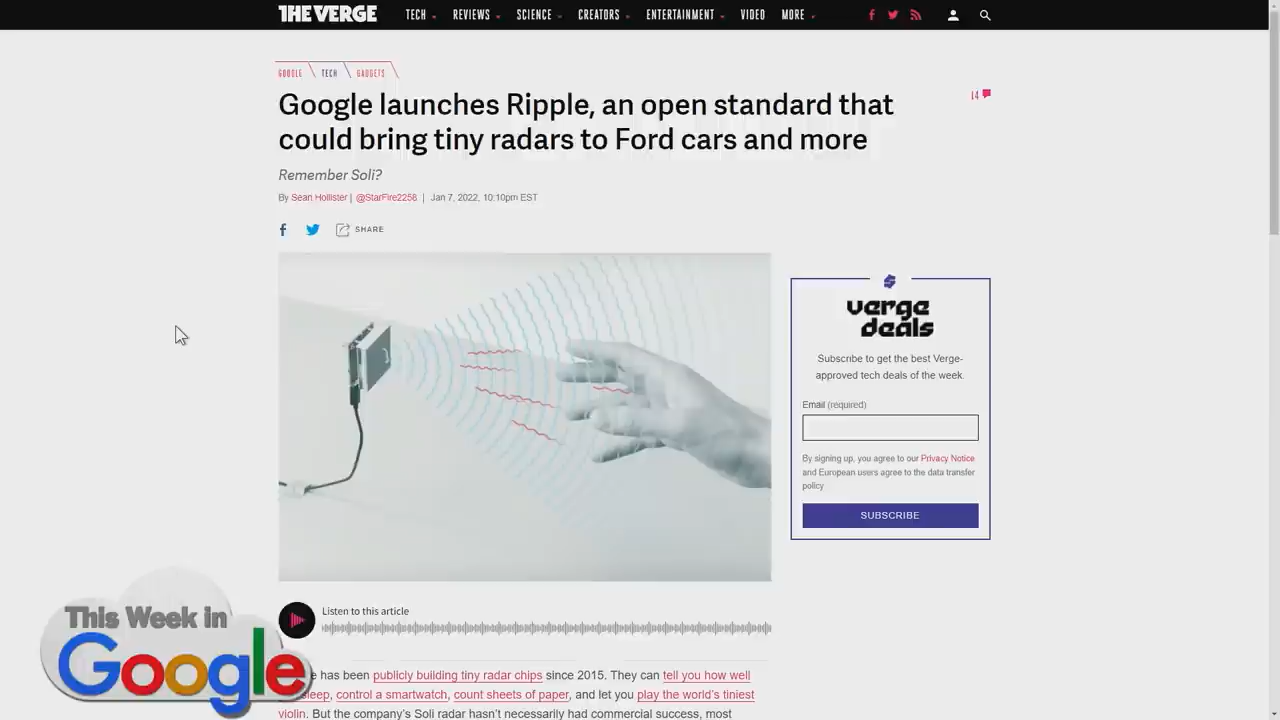 THE VERGE TECH REVIEWS SCIENCE CREATORS ENTERTAINMENT VIDEO MORE
GOOGLE TECH GADGETS
Google launches Ripple, an open standard that
could bring tiny radars to Ford cars and more
14
Remember Soli?
By Sean Hollister | @StarFire2258 | Jan 7, 2022, 10:10pm EST
SHARE
verge
deals
Subscribe to get the best Verge-
approved tech deals of the week.
Email (required)
By signing up, you agree to our Privacy Notice
and European users agree to the data transfer
policy
SUBSCRIBE
Listen to this article
This Week in
Google
has been publicly building tiny radar chips since 2015. They can tell you how well
control a smartwatch, count sheets of paper, and let you play the world's tiniest
violin. But the company's Soli radar hasn't necessarily had commercial success, most